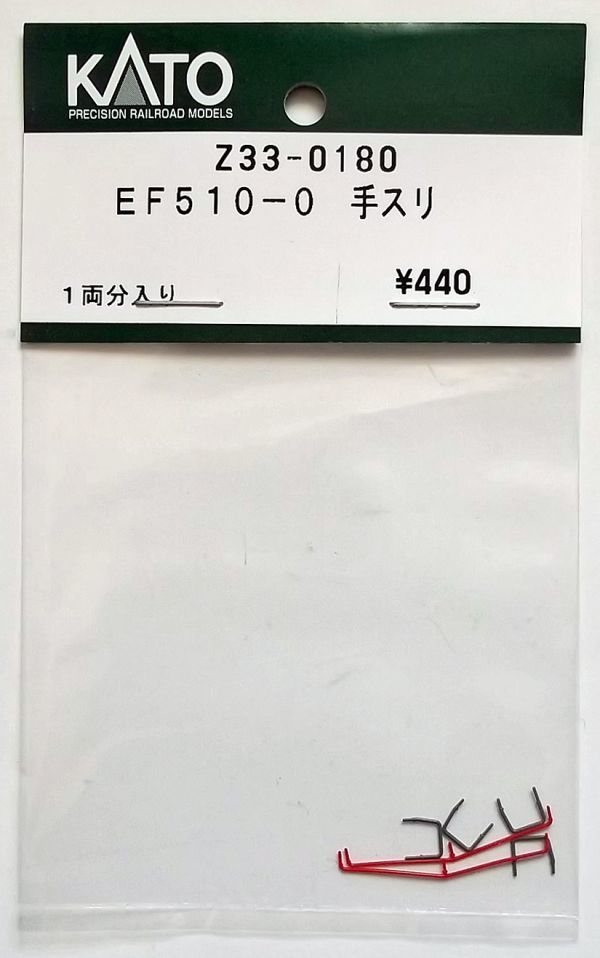 KATO
PRECISION RAILROAD MODELS
Z33-0180
EF510-0 手スリ
1両分入り
¥440